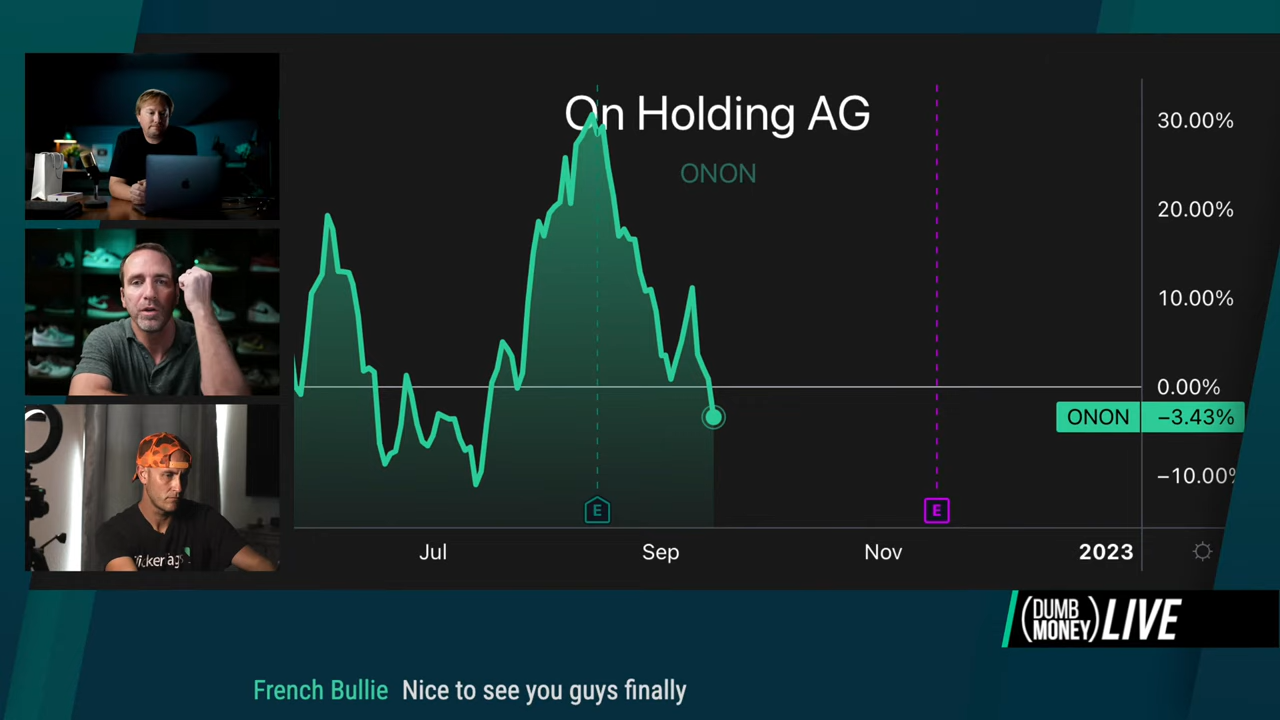 On Holding AG
ONON
30.00%
20.00%
10.00%
0.00%
ONON −3.43%
−10.00%
E
E
Jul Sep Nov 2023
(DUMB MONEY) LIVE
French Bullie Nice to see you guys finally